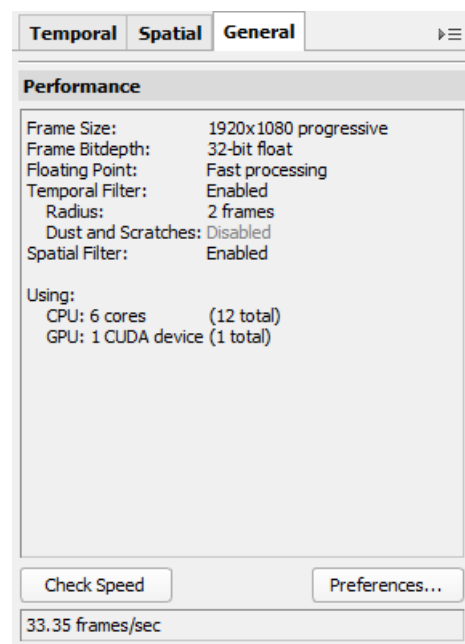 Temporal Spatial General
Performance
Frame Size: 1920x1080 progressive
Frame Bitdepth: 32-bit float
Floating Point: Fast processing
Temporal Filter: Enabled
Radius: 2 frames
Dust and Scratches: Disabled
Spatial Filter: Enabled
Using:
CPU: 6 cores (12 total)
GPU: 1 CUDA device (1 total)
Check Speed Preferences...
33.35 frames/sec